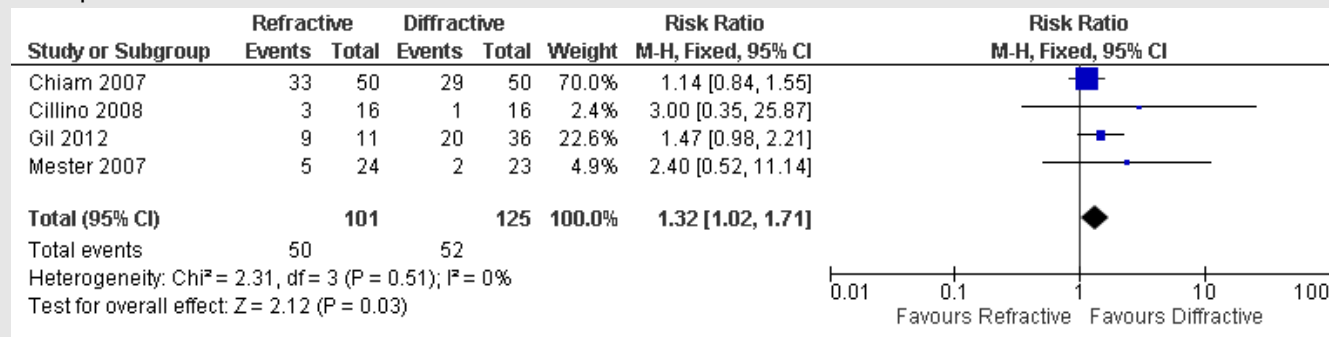 Refractive Diffractive Risk Ratio Risk Ratio
Study or Subgroup Events Total Events Total Weight M-H, Fixed, 95% CI M-H, Fixed, 95% CI
Chiam 2007 33 50 29 50 70.0% 1.14 [0.84, 1.55]
Cillino 2008 3 16 1 16 2.4% 3.00 [0.35, 25.87]
Gil 2012 9 11 20 36 22.6% 1.47 [0.98, 2.21]
Mester 2007 5 24 2 23 4.9% 2.40 [0.52, 11.14]
Total (95% CI) 101 125 100.0% 1.32 [1.02, 1.71]
Total events 50 52
Heterogeneity: Chi² = 2.31, df = 3 (P = 0.51); I² = 0%
Test for overall effect: Z = 2.12 (P = 0.03)
0.01 0.1 1 10 100
Favours Refractive Favours Diffractive